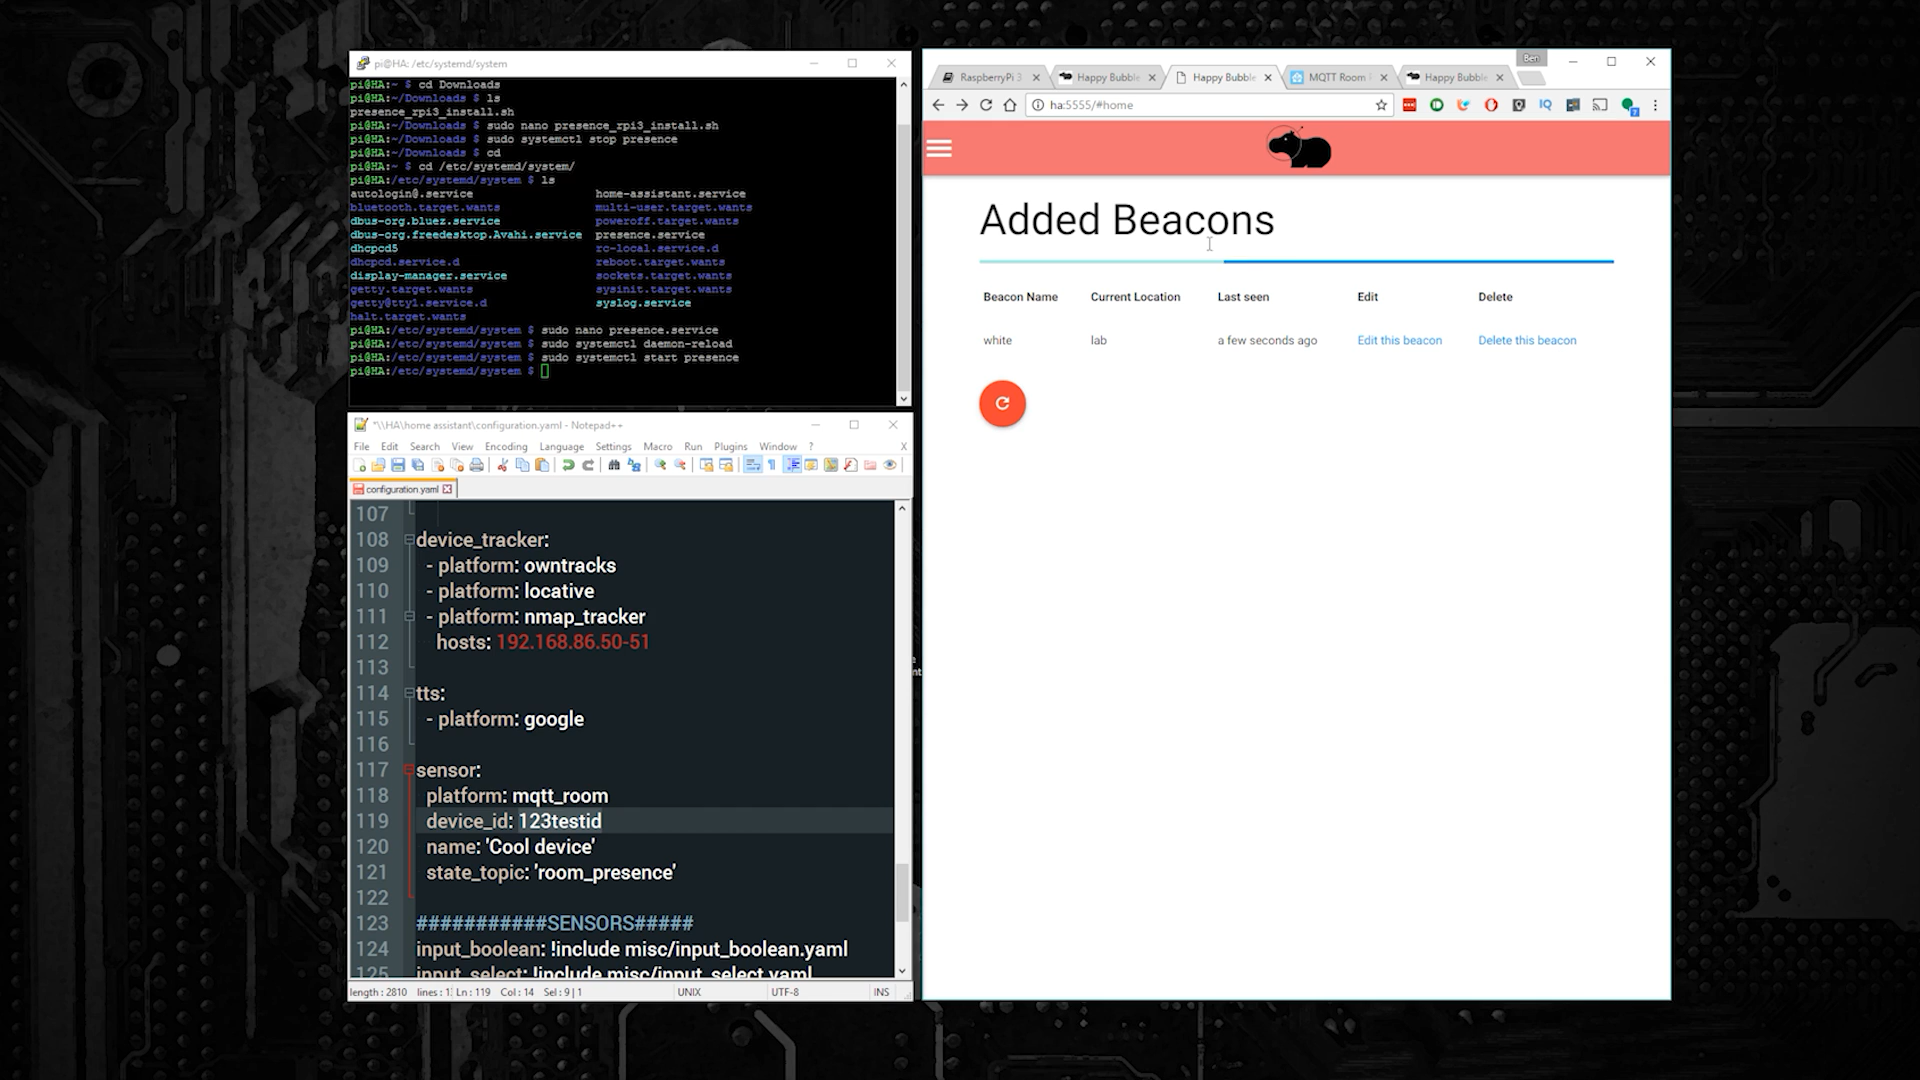 pi@HA: /etc/systemd/system
pi@HA:~ $ cd Downloads
pi@HA:~/Downloads $ ls
presence_rpi3_install.sh
pi@HA:~/Downloads $ sudo nano presence_rpi3_install.sh
pi@HA:~/Downloads $ sudo systemctl stop presence
pi@HA:~/Downloads $ cd
pi@HA:~ $ cd /etc/systemd/system/
pi@HA:/etc/systemd/system $ ls
autologin@.service home-assistant.service
bluetooth.target.wants multi-user.target.wants
dbus-org.bluez.service poweroff.target.wants
dbus-org.freedesktop.Avahi.service presence.service
dhcpcd5 rc-local.service.d
dhcpcd.service.d reboot.target.wants
display-manager.service sockets.target.wants
getty.target.wants sysinit.target.wants
getty@tty1.service.d syslog.service
halt.target.wants
pi@HA:/etc/systemd/system $ sudo nano presence.service
pi@HA:/etc/systemd/system $ sudo systemctl daemon-reload
pi@HA:/etc/systemd/system $ sudo systemctl start presence
pi@HA:/etc/systemd/system $
*\\HA\home assistant\configuration.yaml - Notepad++
File Edit Search View Encoding Language Settings Macro Run Plugins Window ? X
configuration.yaml
107
108 device_tracker:
109 - platform: owntracks
110 - platform: locative
111 - platform: nmap_tracker
112 hosts: 192.168.86.50-51
113
114 tts:
115 - platform: google
116
117 sensor:
118 platform: mqtt_room
119 device_id: 123testid
120 name: 'Cool device'
121 state_topic: 'room_presence'
122
123 ###########SENSORS#####
124 input_boolean: !include misc/input_boolean.yaml
125 input_select: !include misc/input_select.yaml
length : 2810 lines : 1 Ln : 119 Col : 14 Sel : 9 | 1 UNIX UTF-8 INS
Ben
RaspberryPi 3 Happy Bubble Happy Bubble MQTT Room Happy Bubble
ha:5555/#home
Added Beacons
Beacon Name Current Location Last seen Edit Delete
white lab a few seconds ago Edit this beacon Delete this beacon